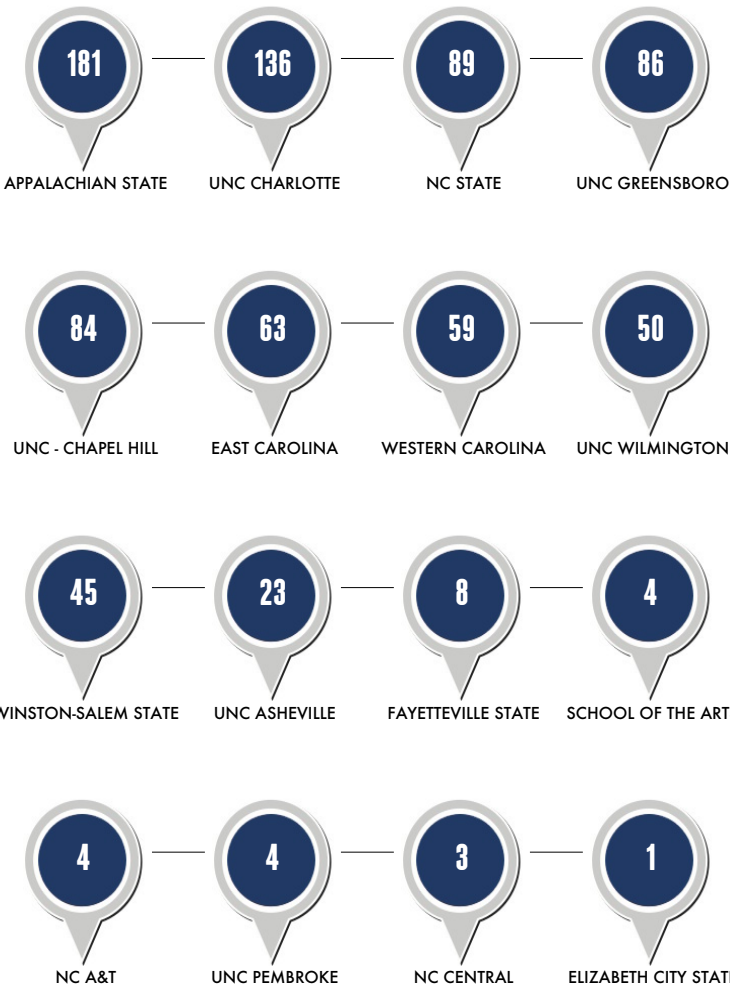 181 136 89 86
APPALACHIAN STATE UNC CHARLOTTE NC STATE UNC GREENSBORO
84 63 59 50
UNC - CHAPEL HILL EAST CAROLINA WESTERN CAROLINA UNC WILMINGTON
45 23 8 4
WINSTON-SALEM STATE UNC ASHEVILLE FAYETTEVILLE STATE SCHOOL OF THE ART
4 4 3 1
NC A&T UNC PEMBROKE NC CENTRAL ELIZABETH CITY STATE